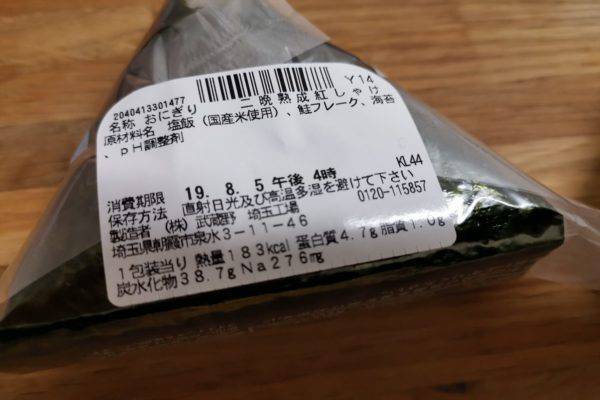 2040413301477
Y14
二晩熟成紅しゃけ
名称 おにぎり
原材料名 塩飯（国産米使用）、鮭フレーク、海苔
、pH調整剤
KL44
消費期限 19. 8. 5 午後 4時
保存方法 直射日光及び高温多湿を避けて下さい
製造者 （株）武蔵野 埼玉工場 0120-115857
埼玉県朝霞市泉水3-11-46
1包装当り 熱量183kcal 蛋白質4.7g 脂質1.0g
炭水化物38.7g Na276mg